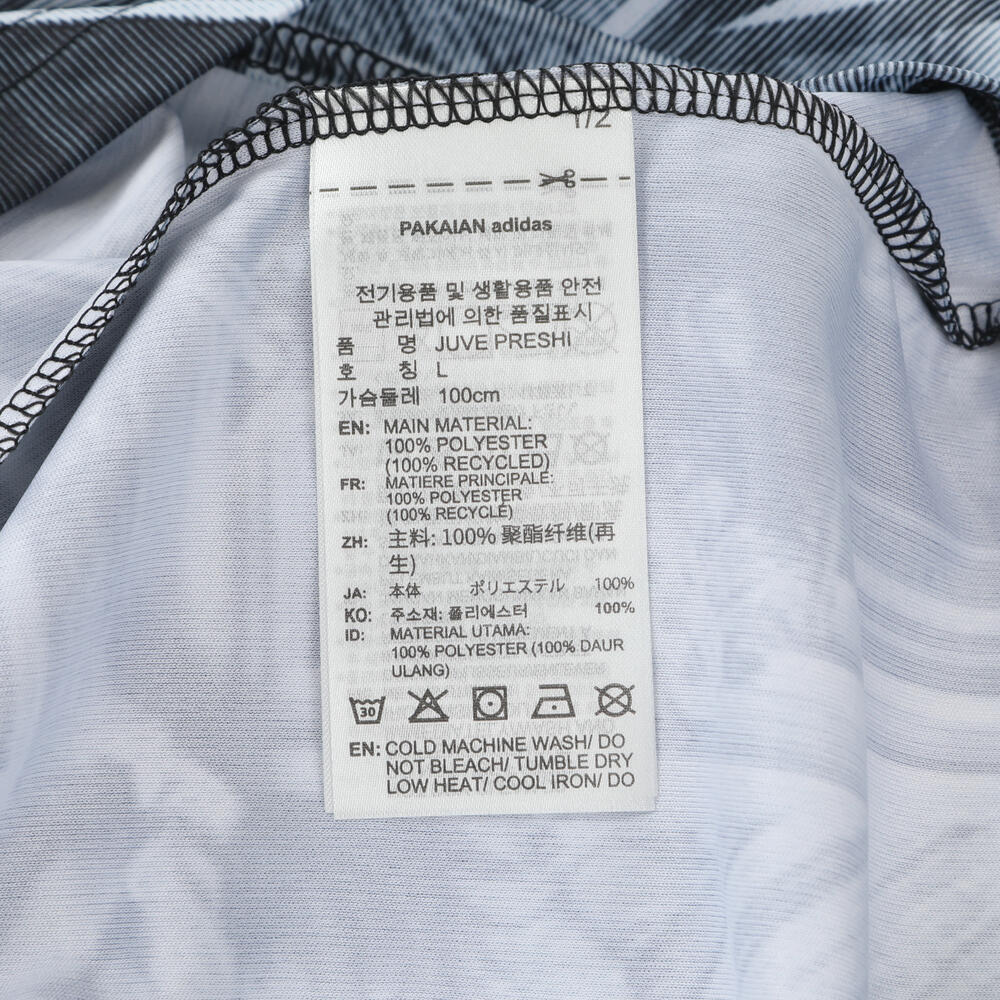 1/2
PAKAIAN adidas
전기용품 및 생활용품 안전
관리법에 의한 품질표시
품 명 JUVE PRESHI
호 칭 L
가슴둘레 100cm
EN: MAIN MATERIAL:
100% POLYESTER
(100% RECYCLED)
FR: MATIERE PRINCIPALE:
100% POLYESTER
(100% RECYCLÉ)
ZH: 主料: 100% 聚酯纤维(再
生)
JA: 本体 ポリエステル 100%
KO: 주소재: 폴리에스터 100%
ID: MATERIAL UTAMA:
100% POLYESTER (100% DAUR
ULANG)
30
EN: COLD MACHINE WASH/ DO
NOT BLEACH/ TUMBLE DRY
LOW HEAT/ COOL IRON/ DO